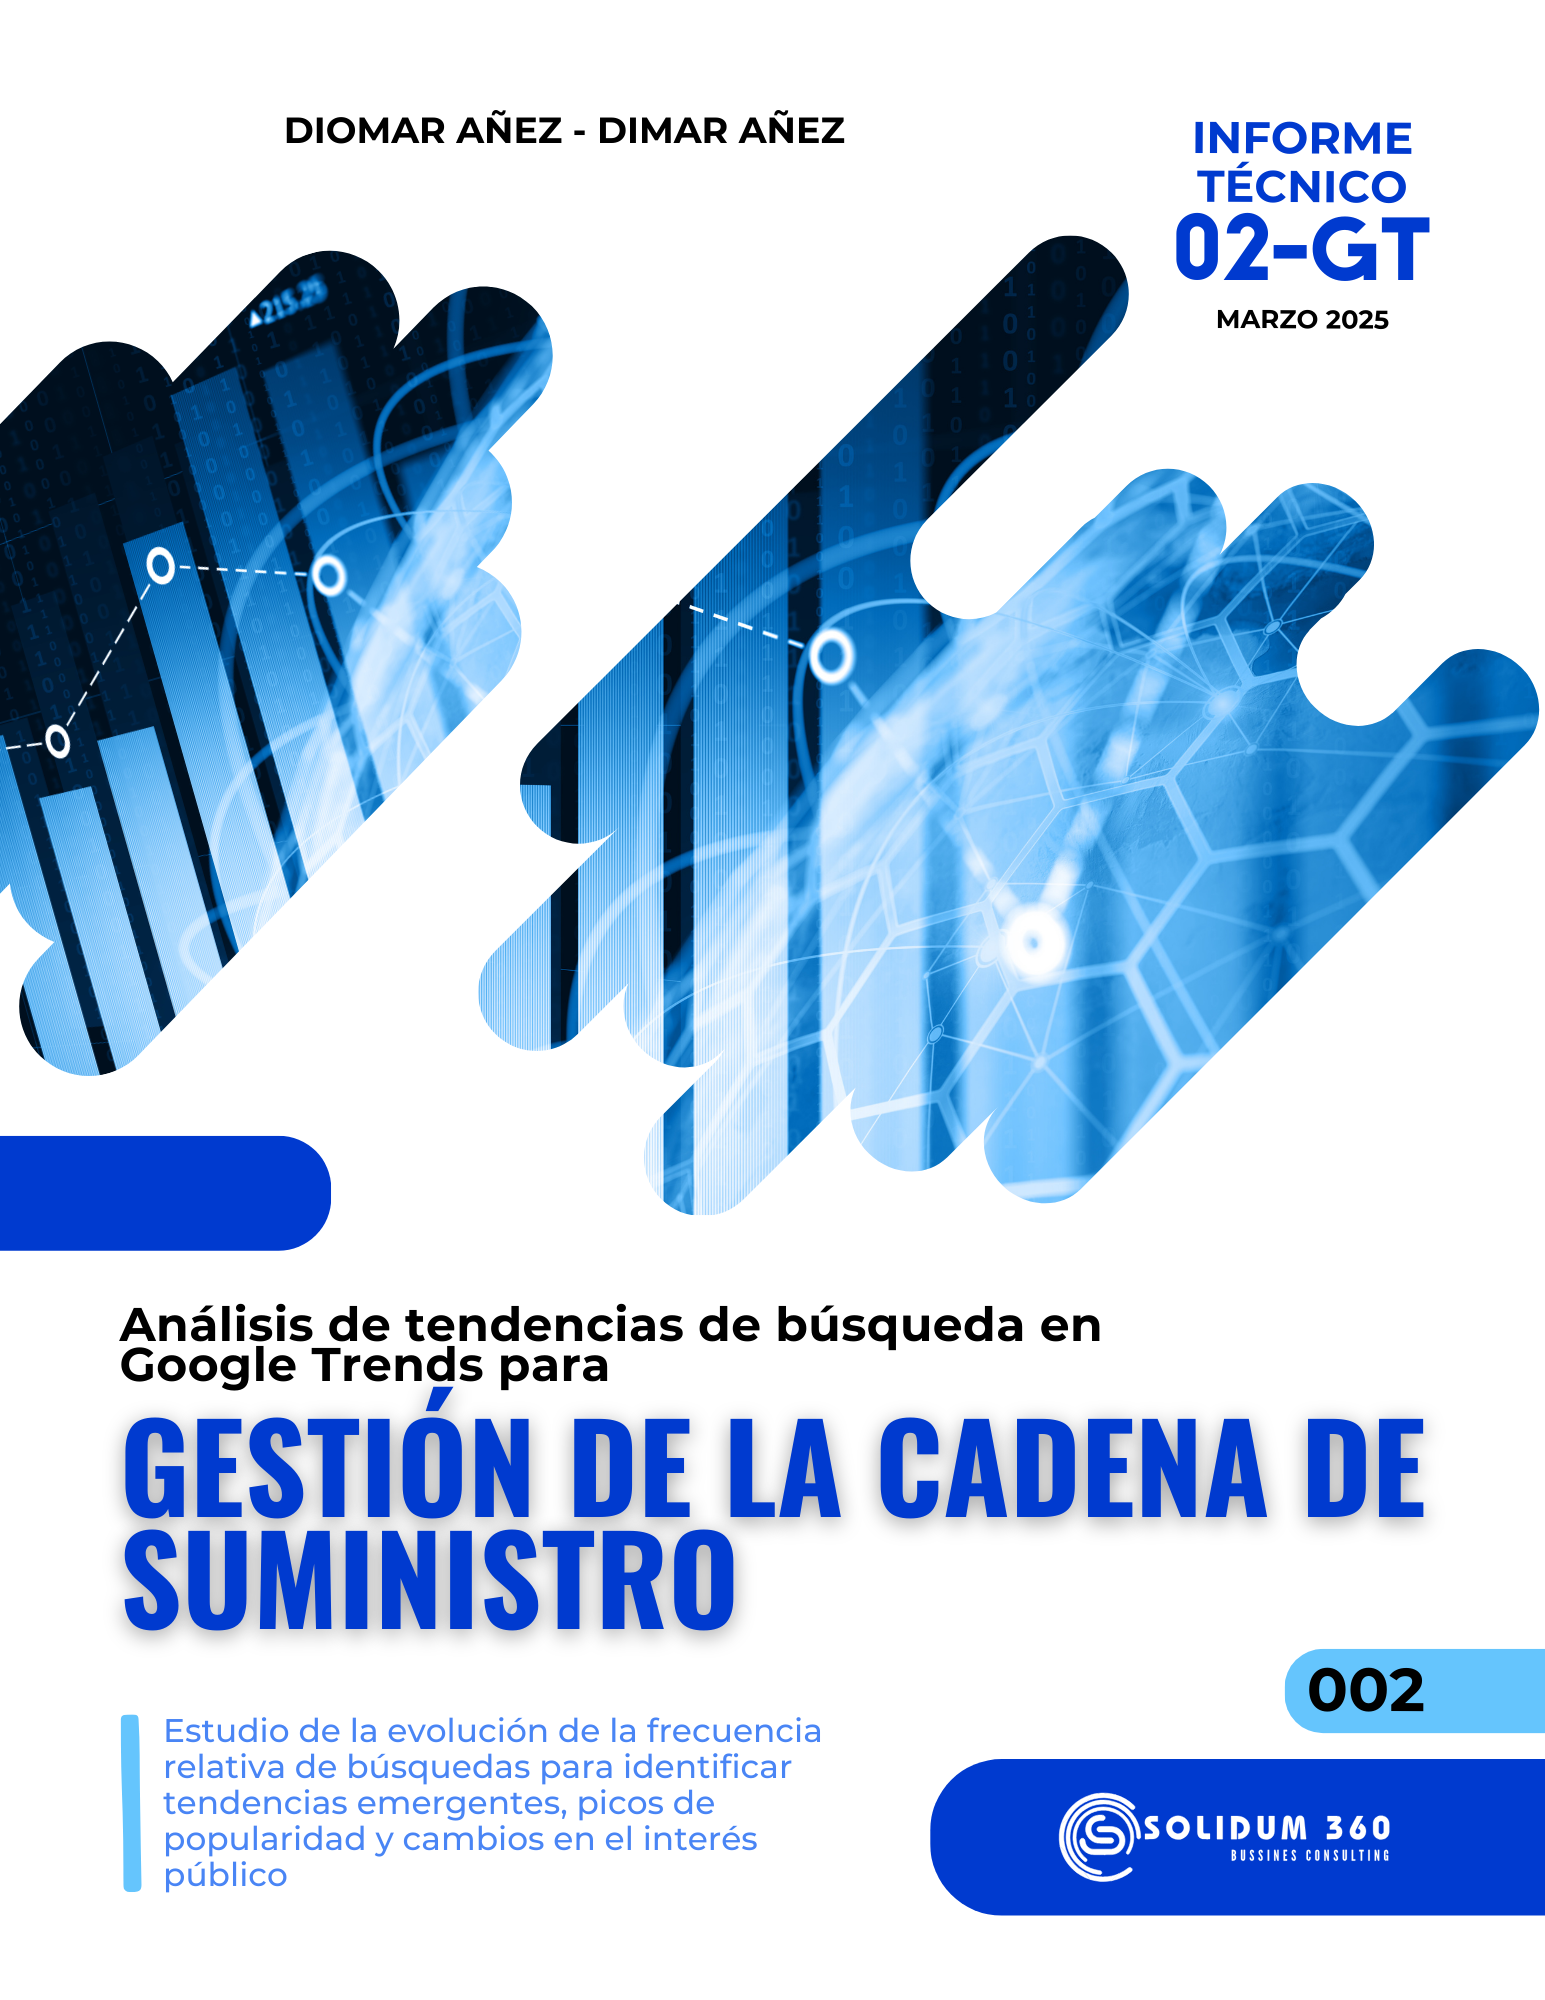 DIOMAR AÑEZ - DIMAR AÑEZ
INFORME
TÉCNICO
02-GT
MARZO 2025
▲215.25
Análisis de tendencias de búsqueda en
Google Trends para
GESTIÓN DE LA CADENA DE
SUMINISTRO
002
Estudio de la evolución de la frecuencia
relativa de búsquedas para identificar
tendencias emergentes, picos de
popularidad y cambios en el interés
público
SOLIDUM 360
BUSSINES CONSULTING